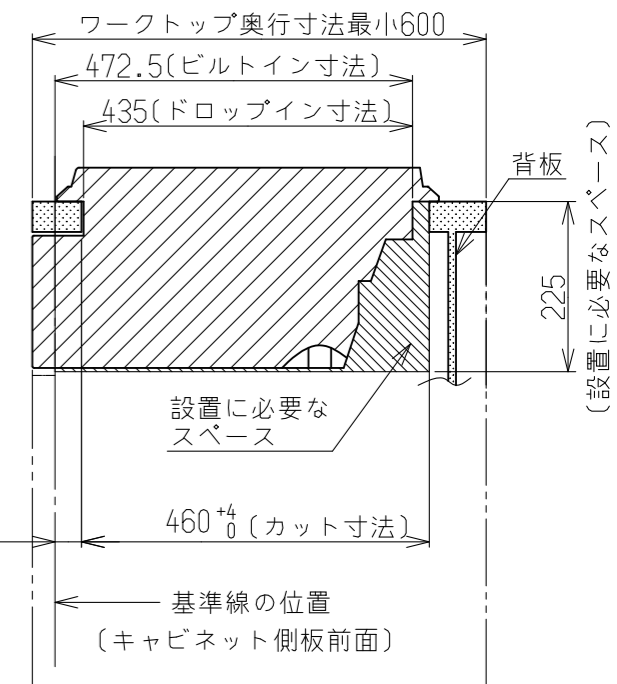 ワークトップ奥行寸法最小600
472.5(ビルトイン寸法)
435(ドロップイン寸法)
背板
225
(設置に必要なスペース)
設置に必要な
スペース
460 +4 0 (カット寸法)
基準線の位置
(キャビネット側板前面)